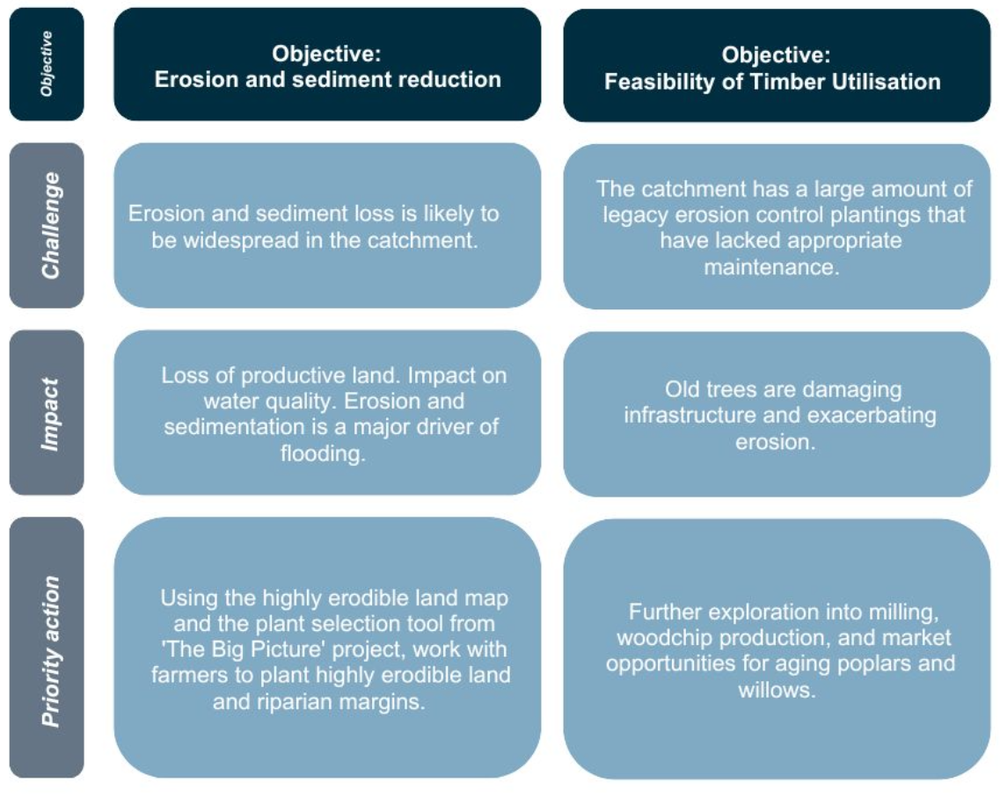 Objective
Objective:
Erosion and sediment reduction
Objective:
Feasibility of Timber Utilisation
Challenge
Erosion and sediment loss is likely to
be widespread in the catchment.
The catchment has a large amount of
legacy erosion control plantings that
have lacked appropriate
maintenance.
Impact
Loss of productive land. Impact on
water quality. Erosion and
sedimentation is a major driver of
flooding.
Old trees are damaging
infrastructure and exacerbating
erosion.
Priority action
Using the highly erodible land map
and the plant selection tool from
'The Big Picture' project, work with
farmers to plant highly erodible land
and riparian margins.
Further exploration into milling,
woodchip production, and market
opportunities for aging poplars and
willows.